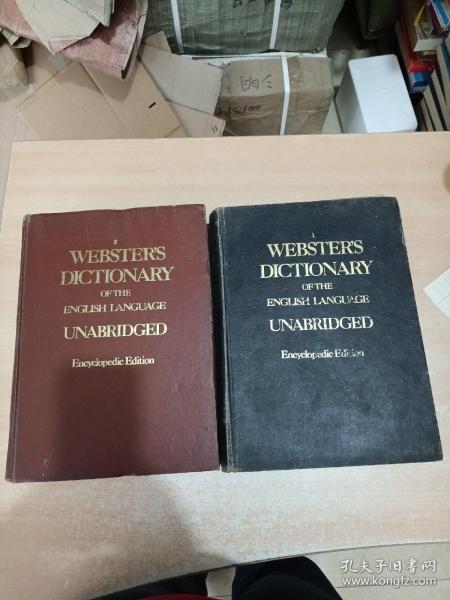 2
WEBSTER'S
DICTIONARY
OF THE
ENGLISH LANGUAGE
UNABRIDGED
Encyclopedic Edition
1
WEBSTER'S
DICTIONARY
OF THE
ENGLISH LANGUAGE
UNABRIDGED
Encyclopedic Edition
孔夫子旧书网
www.kongfz.com